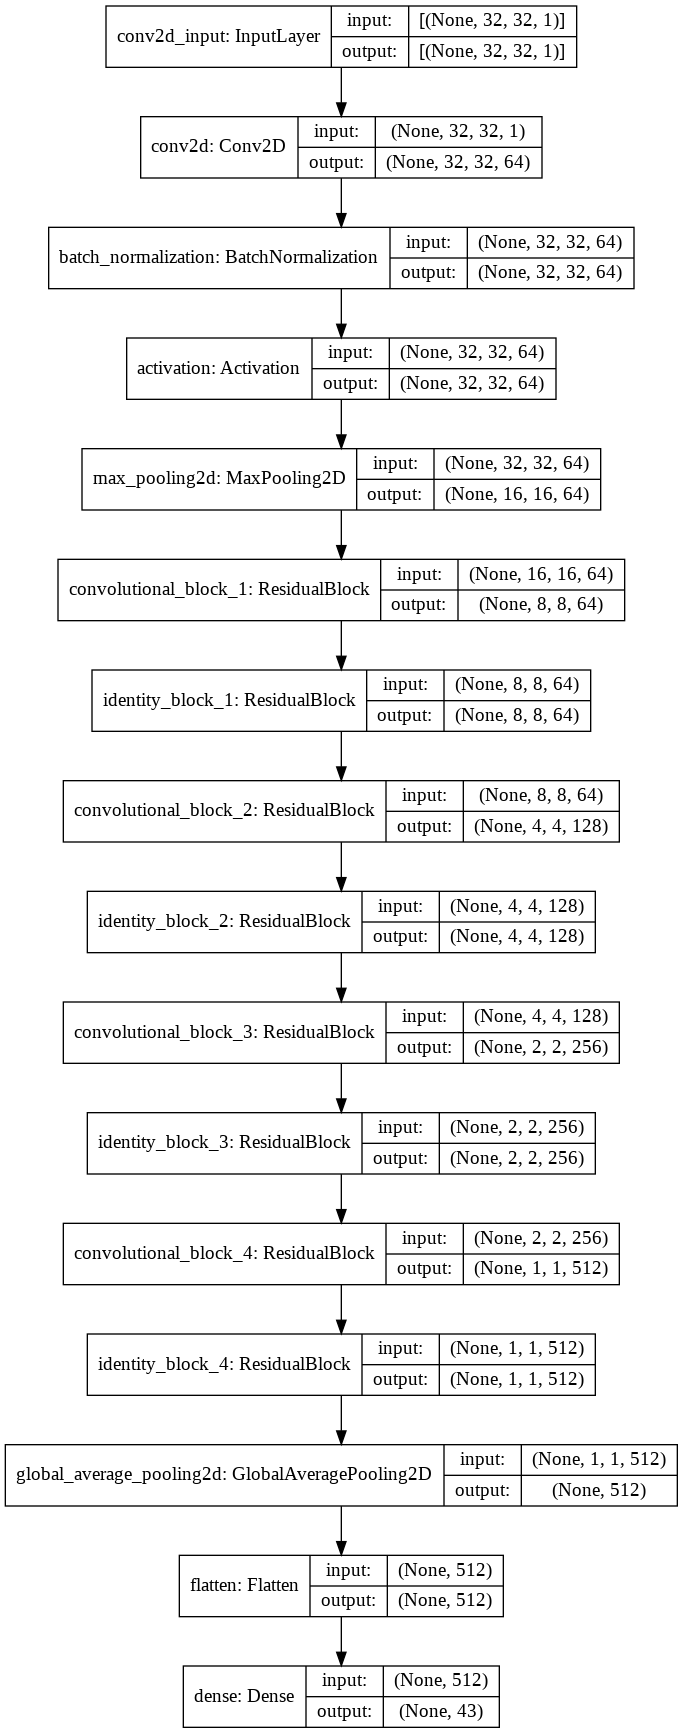 conv2d_input: InputLayer
input: [(None, 32, 32, 1)]
output: [(None, 32, 32, 1)]
conv2d: Conv2D
input: (None, 32, 32, 1)
output: (None, 32, 32, 64)
batch_normalization: BatchNormalization
input: (None, 32, 32, 64)
output: (None, 32, 32, 64)
activation: Activation
input: (None, 32, 32, 64)
output: (None, 32, 32, 64)
max_pooling2d: MaxPooling2D
input: (None, 32, 32, 64)
output: (None, 16, 16, 64)
convolutional_block_1: ResidualBlock
input: (None, 16, 16, 64)
output: (None, 8, 8, 64)
identity_block_1: ResidualBlock
input: (None, 8, 8, 64)
output: (None, 8, 8, 64)
convolutional_block_2: ResidualBlock
input: (None, 8, 8, 64)
output: (None, 4, 4, 128)
identity_block_2: ResidualBlock
input: (None, 4, 4, 128)
output: (None, 4, 4, 128)
convolutional_block_3: ResidualBlock
input: (None, 4, 4, 128)
output: (None, 2, 2, 256)
identity_block_3: ResidualBlock
input: (None, 2, 2, 256)
output: (None, 2, 2, 256)
convolutional_block_4: ResidualBlock
input: (None, 2, 2, 256)
output: (None, 1, 1, 512)
identity_block_4: ResidualBlock
input: (None, 1, 1, 512)
output: (None, 1, 1, 512)
global_average_pooling2d: GlobalAveragePooling2D
input: (None, 1, 1, 512)
output: (None, 512)
flatten: Flatten
input: (None, 512)
output: (None, 512)
dense: Dense
input: (None, 512)
output: (None, 43)